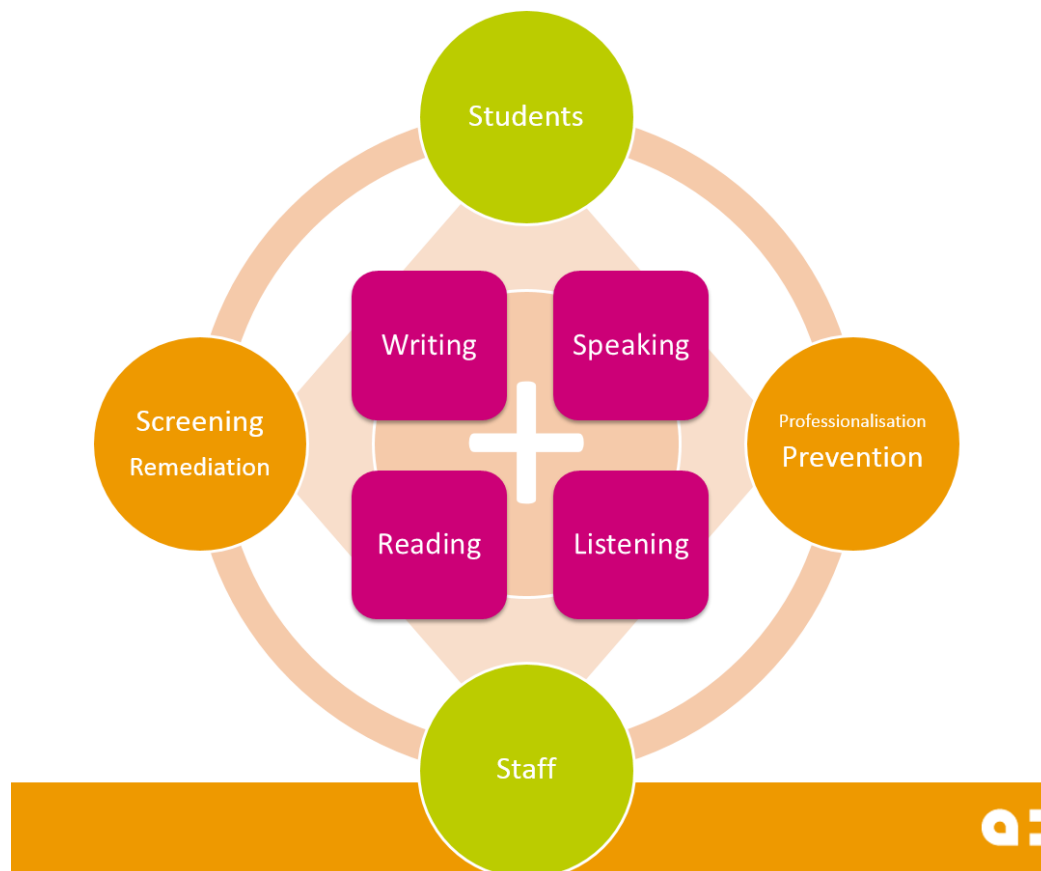 Students
Writing
Speaking
Screening
Remediation
Professionalisation
Prevention
Reading
Listening
Staff